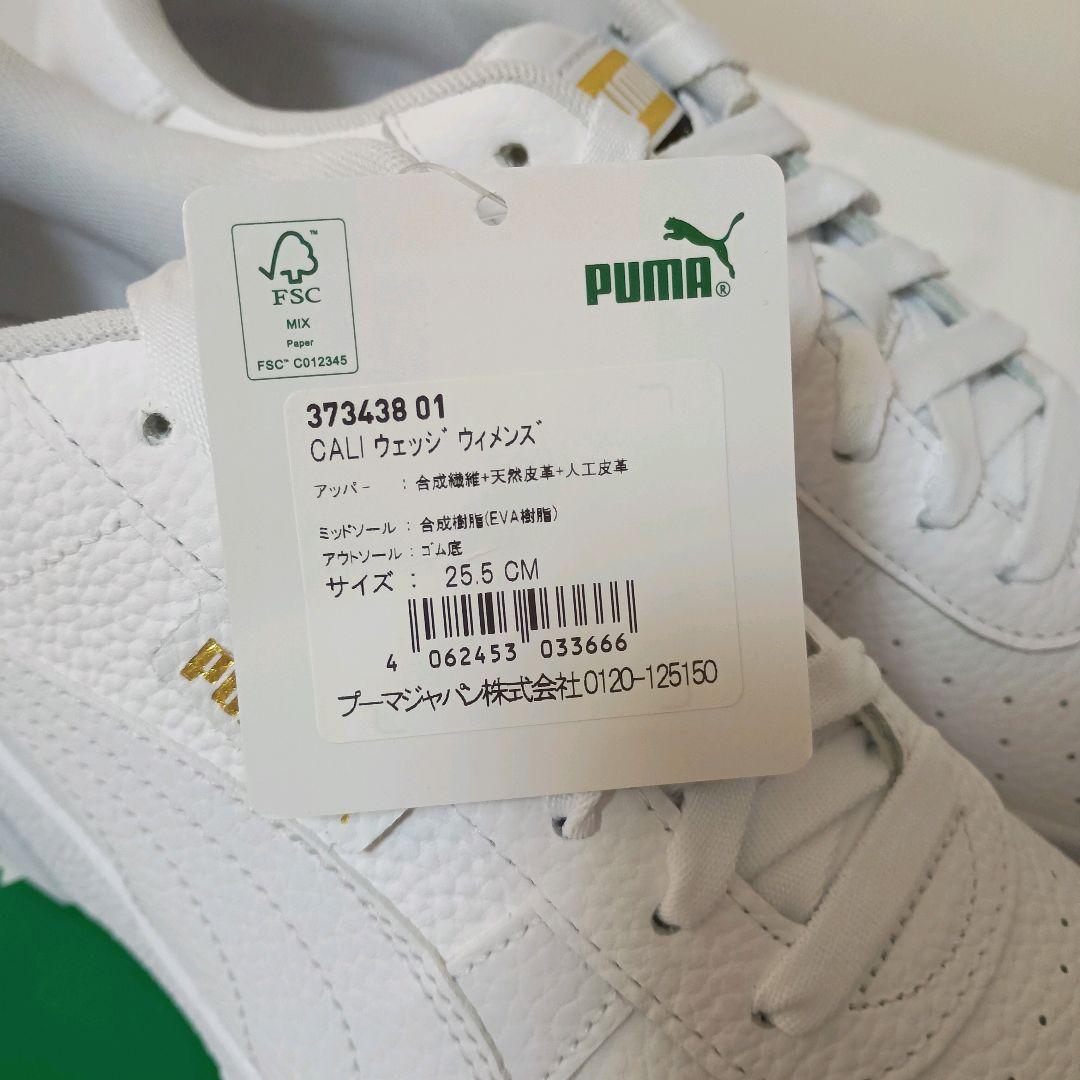 FSC
MIX
Paper
FSC™ C012345
PUMA®
373438 01
CALI ウェッジ ウィメンズ
アッパー : 合成繊維+天然皮革+人工皮革
ミッドソール : 合成樹脂(EVA樹脂)
アウトソール : ゴム底
サイズ : 25.5 CM
4 062453 033666
プーマジャパン株式会社0120-125150